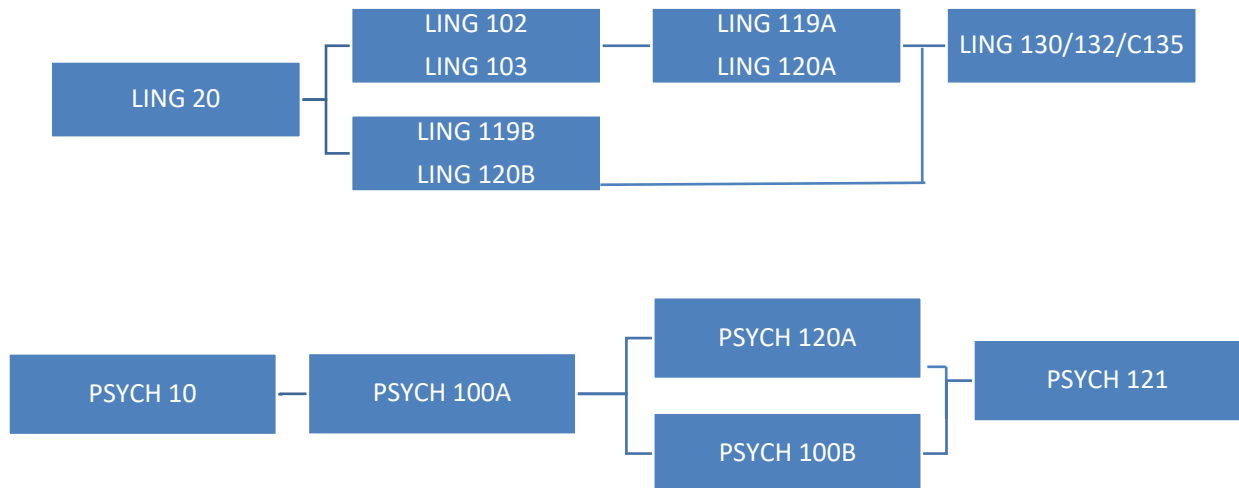 LING 20
LING 102
LING 103
LING 119B
LING 120B
LING 119A
LING 120A
LING 130/132/C135
PSYCH 10
PSYCH 100A
PSYCH 120A
PSYCH 100B
PSYCH 121